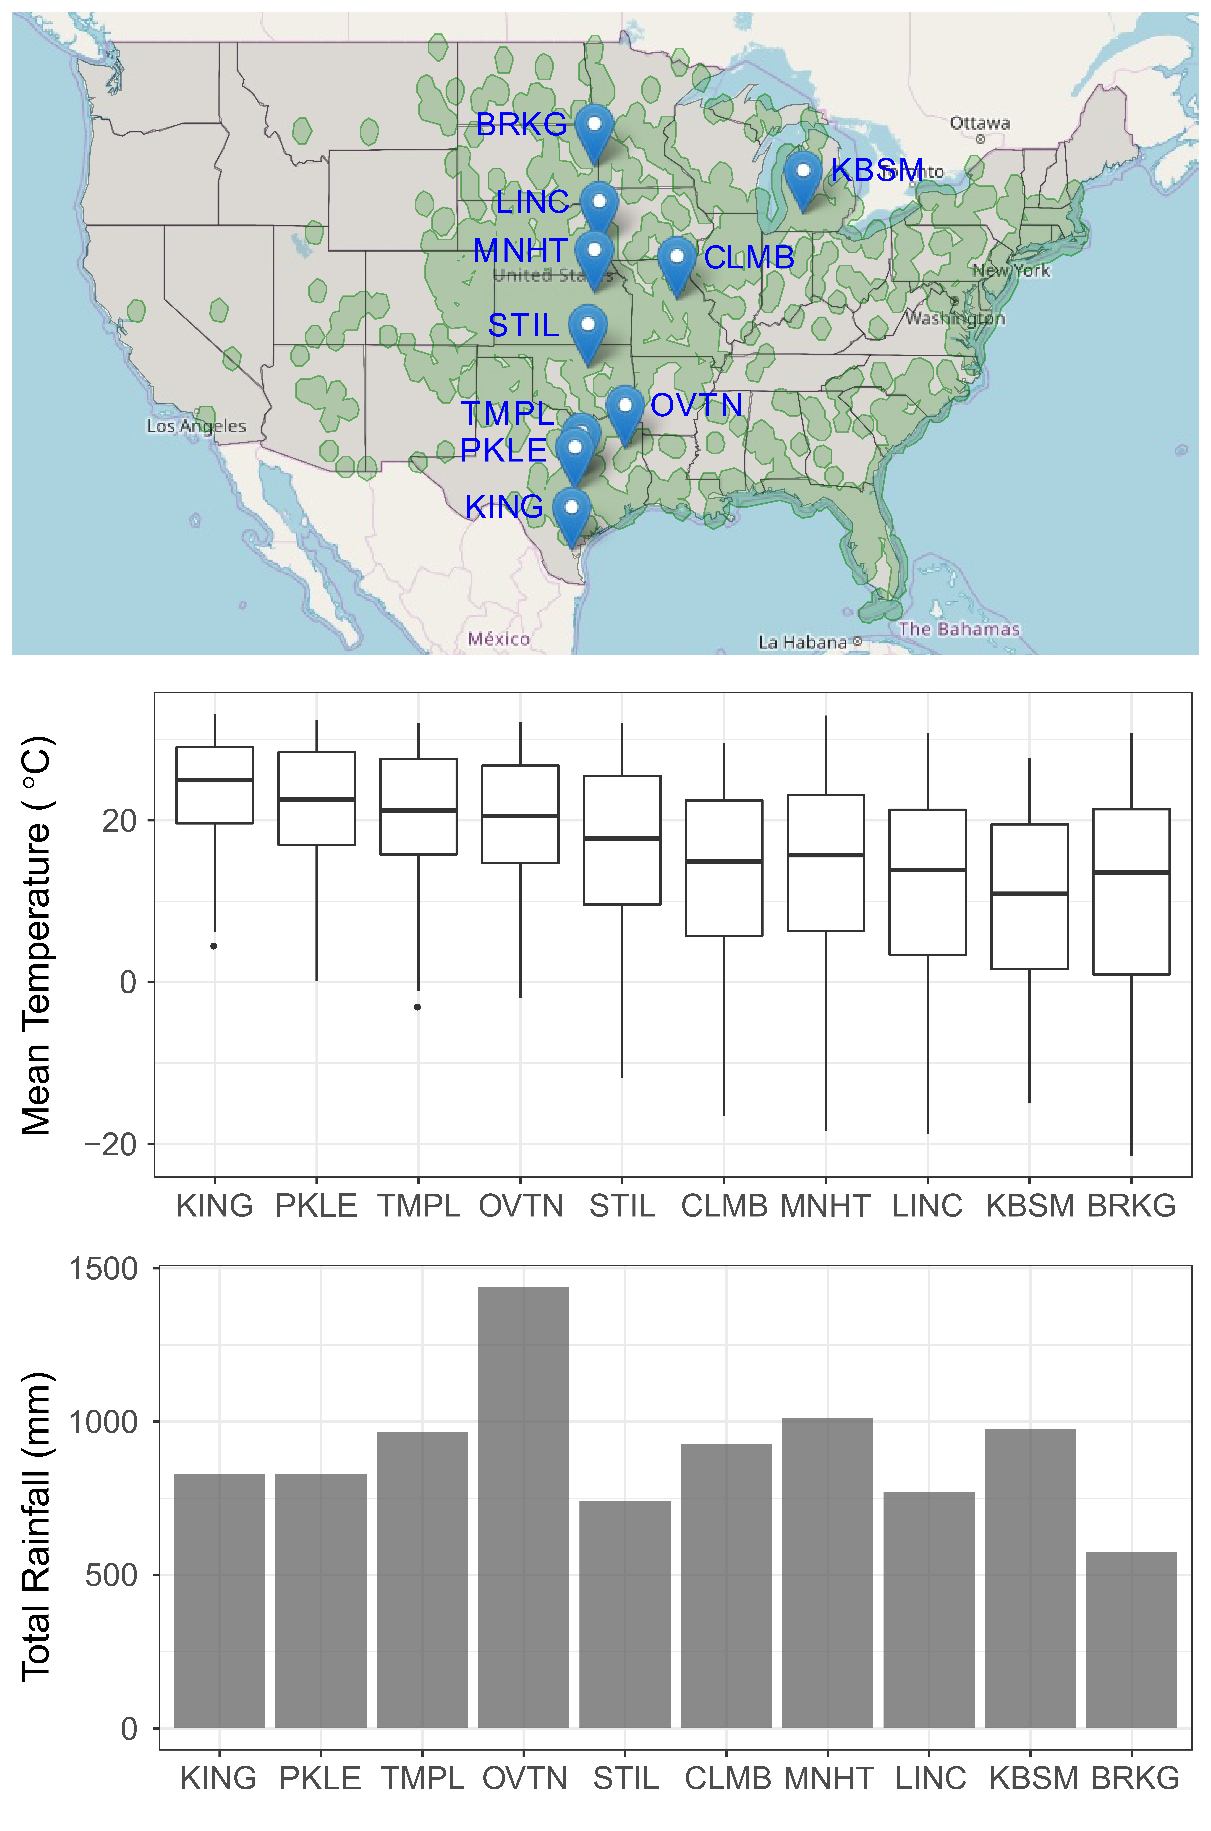 Ottawa
BRKG
KBSM
LINC
MNHT
CLMB
United States
New York
STIL
Washington
TMPL
OVTN
Los Angeles
PKLE
KING
The Bahamas
México
La Habana
Mean Temperature ( °C)
20
0
−20
KING PKLE TMPL OVTN STIL CLMB MNHT LINC KBSM BRKG
Total Rainfall (mm)
1500
1000
500
0
KING PKLE TMPL OVTN STIL CLMB MNHT LINC KBSM BRKG